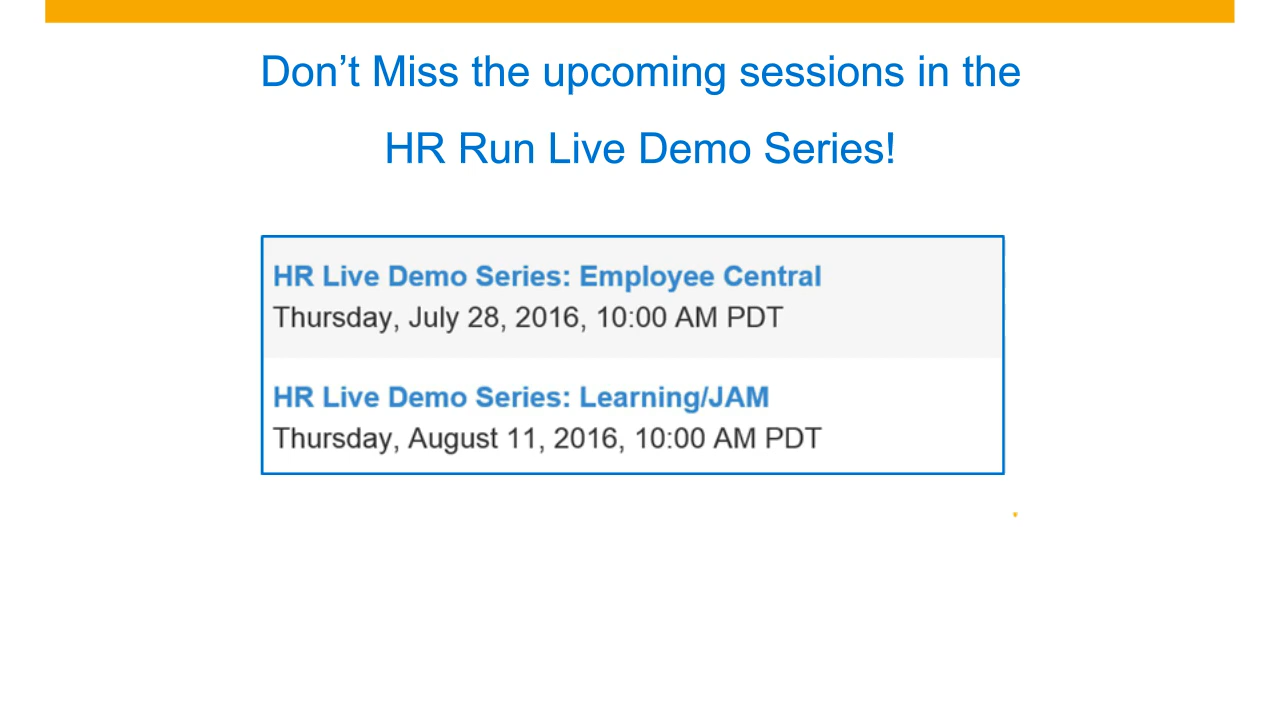 Don’t Miss the upcoming sessions in the
HR Run Live Demo Series!
HR Live Demo Series: Employee Central
Thursday, July 28, 2016, 10:00 AM PDT
HR Live Demo Series: Learning/JAM
Thursday, August 11, 2016, 10:00 AM PDT